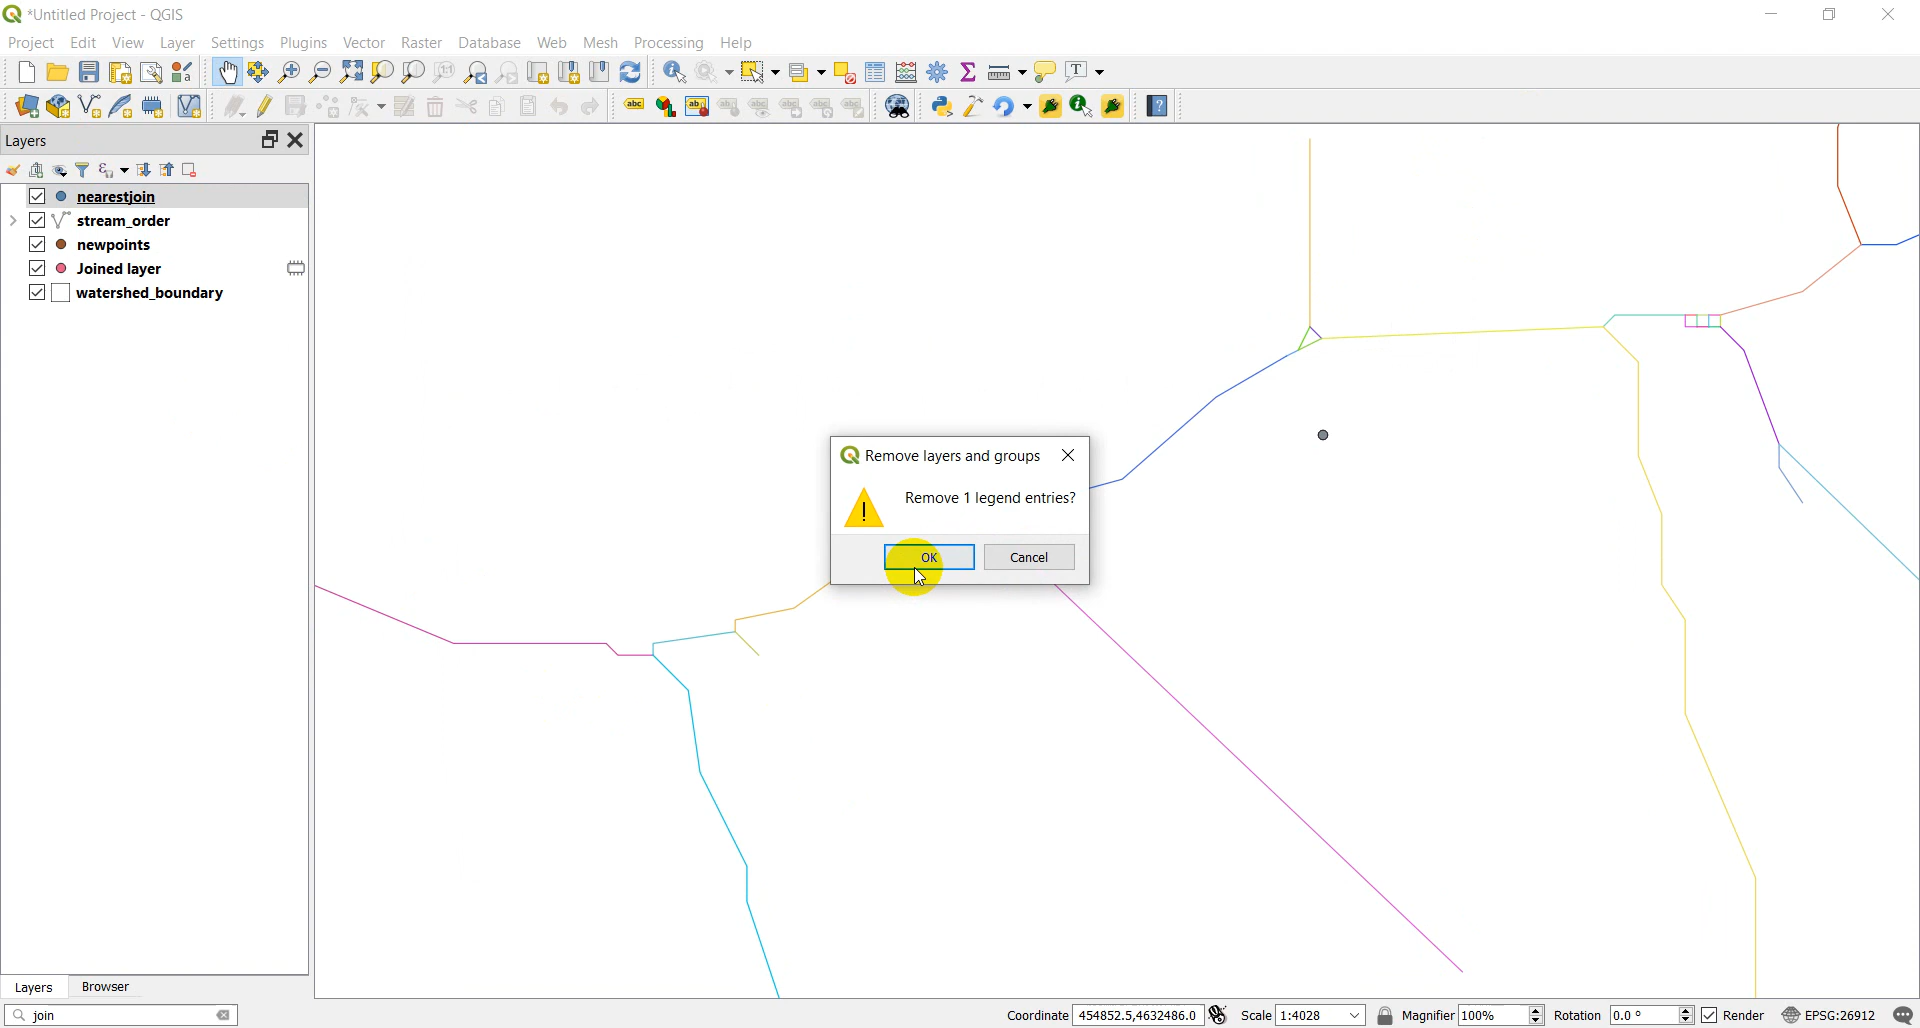 *Untitled Project - QGIS
Project Edit View Layer Settings Plugins Vector Raster Database Web Mesh Processing Help
Layers
nearestjoin
stream_order
newpoints
Joined layer
watershed_boundary
Remove layers and groups
Remove 1 legend entries?
OK Cancel
Layers Browser
join Coordinate 454852.5,4632486.0 Scale 1:4028 Magnifier 100% Rotation 0.0 ° Render EPSG:26912